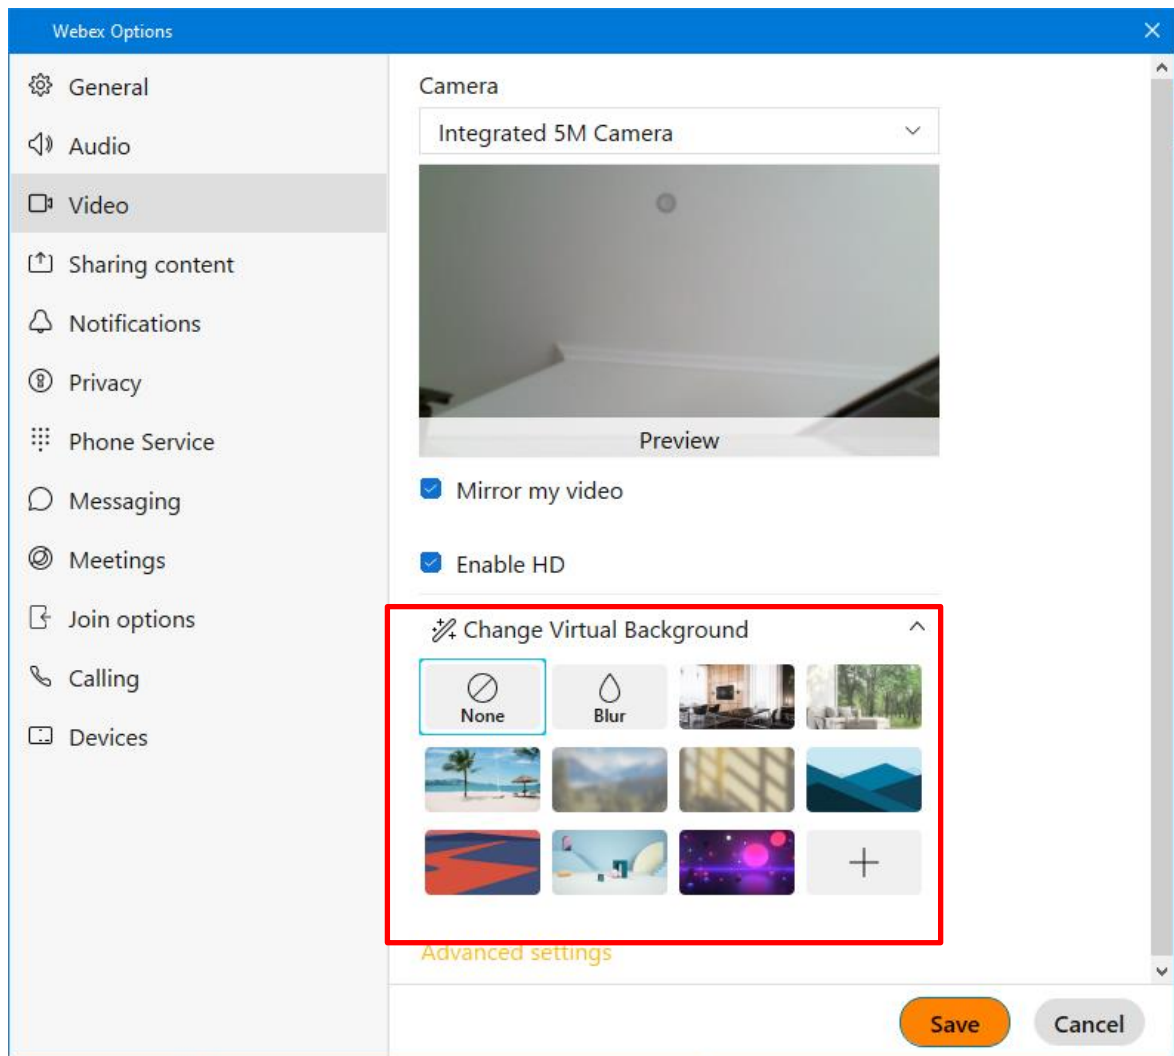 Webex Options
General
Audio
Video
Sharing content
Notifications
Privacy
Phone Service
Messaging
Meetings
Join options
Calling
Devices
Camera
Integrated 5M Camera
Preview
Mirror my video
Enable HD
Change Virtual Background
None
Blur
Advanced settings
Save
Cancel